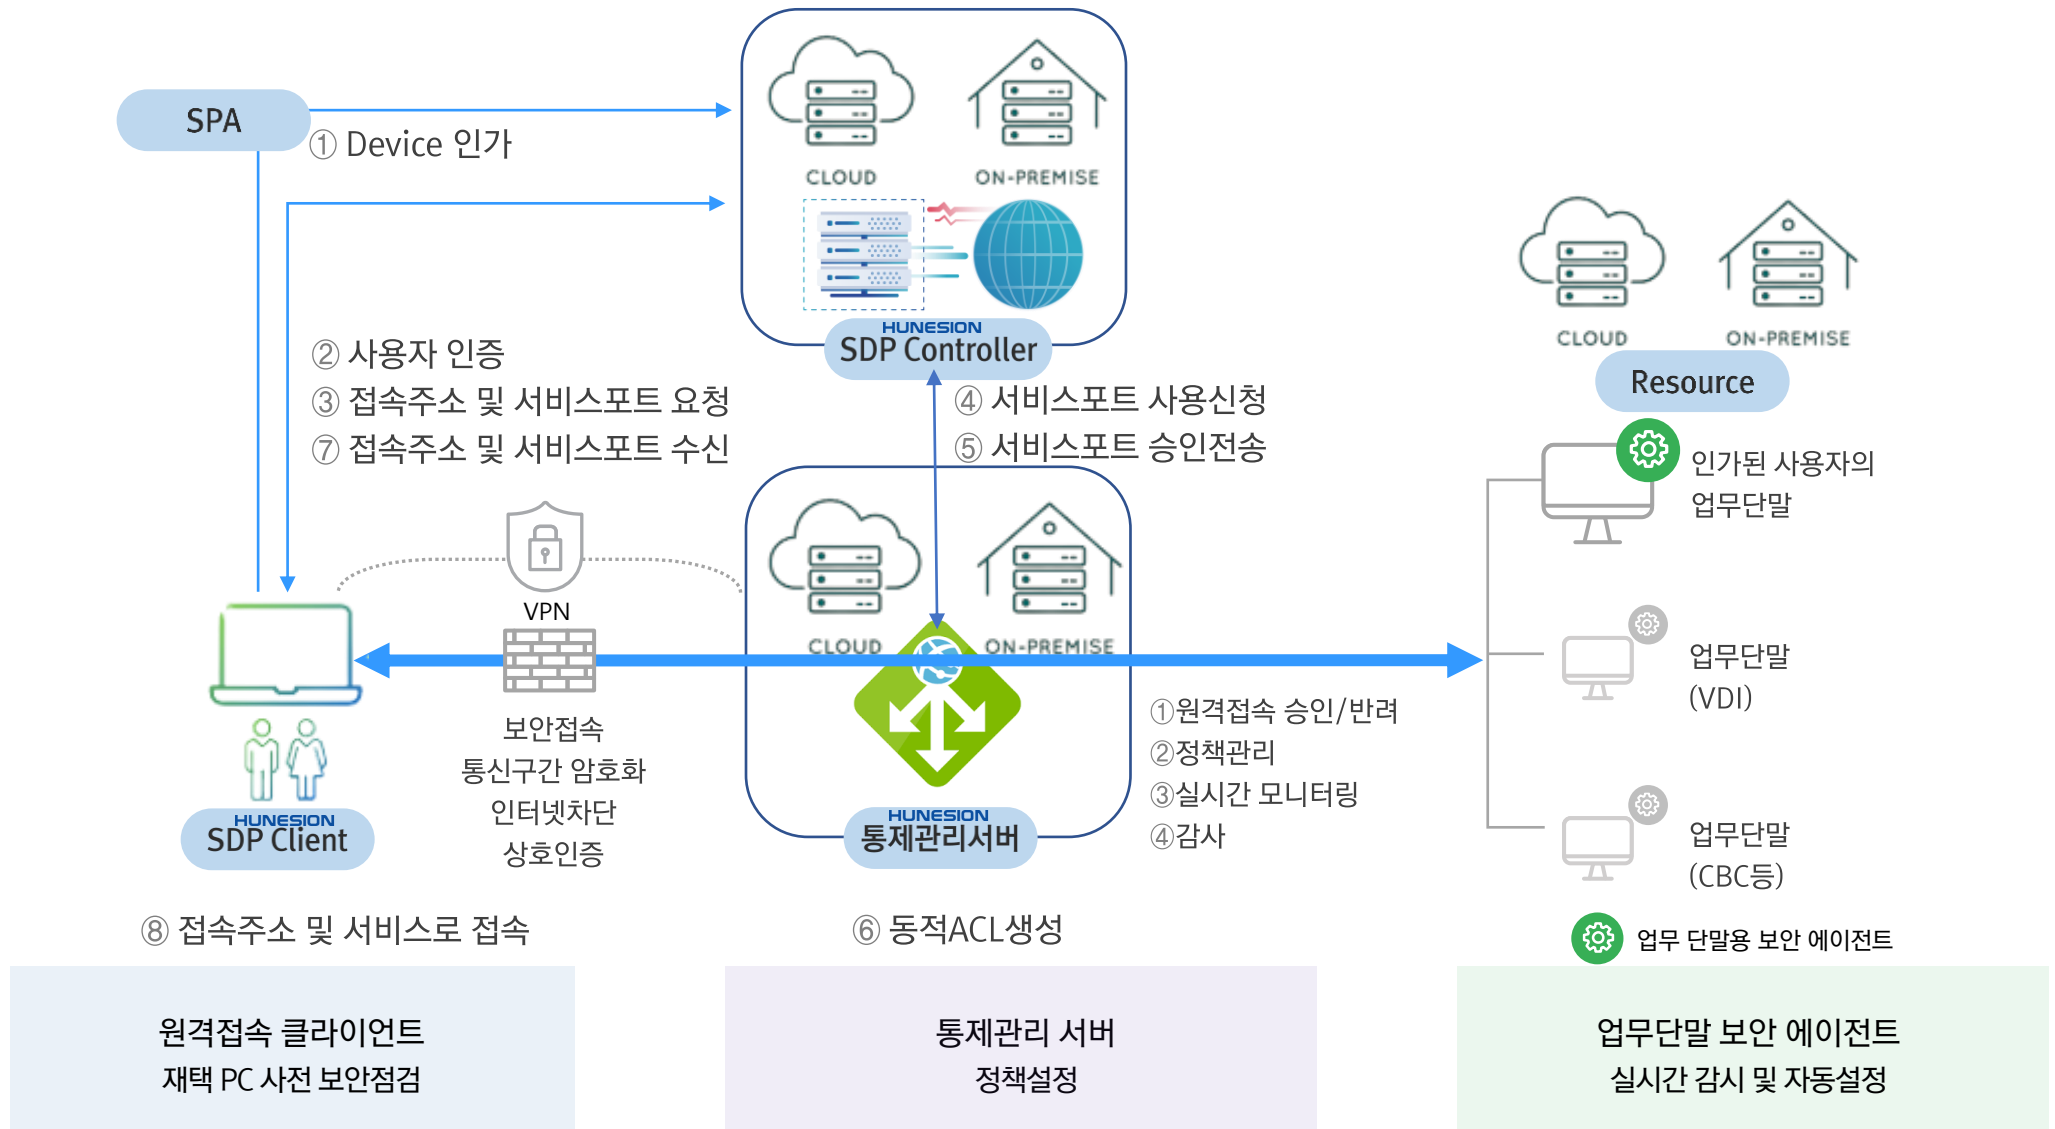 SPA
① Device 인가
CLOUD
ON-PREMISE
HUNESION
SDP Controller
② 사용자 인증
③ 접속주소 및 서비스포트 요청
⑦ 접속주소 및 서비스포트 수신
④ 서비스포트 사용신청
⑤ 서비스포트 승인전송
CLOUD
ON-PREMISE
Resource
인가된 사용자의
업무단말
업무단말
(VDI)
업무단말
(CBC등)
업무 단말용 보안 에이전트
VPN
보안접속
통신구간 암호화
인터넷차단
상호인증
CLOUD
ON-PREMISE
HUNESION
통제관리서버
①원격접속 승인/반려
②정책관리
③실시간 모니터링
④감사
HUNESION
SDP Client
⑧ 접속주소 및 서비스로 접속
⑥ 동적ACL생성
원격접속 클라이언트
재택 PC 사전 보안점검
통제관리 서버
정책설정
업무단말 보안 에이전트
실시간 감시 및 자동설정